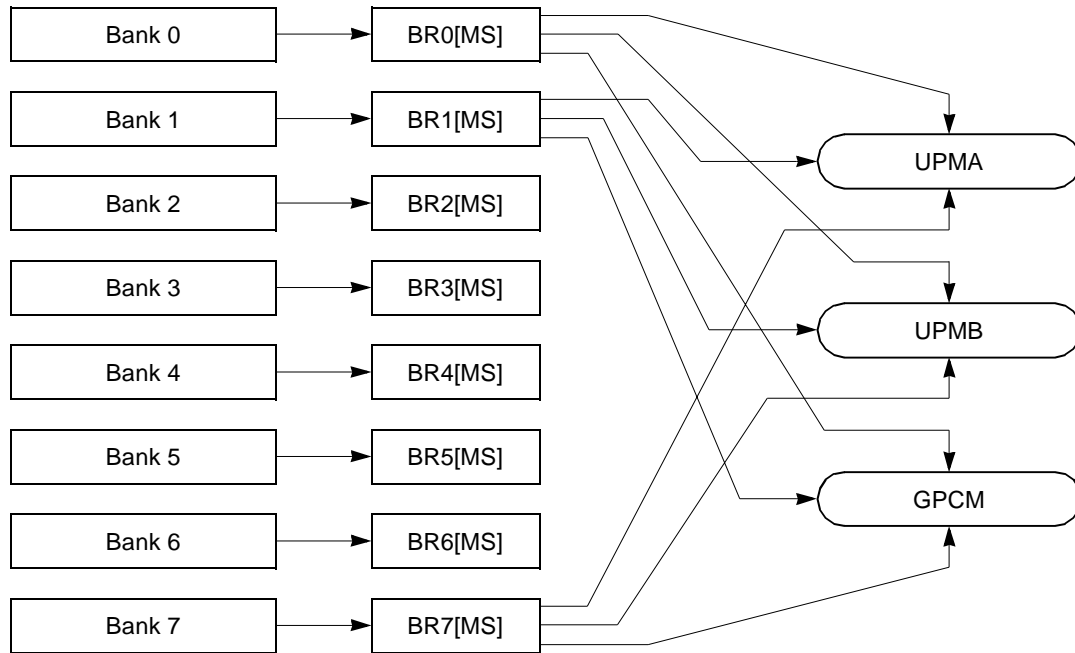 Bank 0
BR0[MS]
Bank 1
BR1[MS]
UPMA
Bank 2
BR2[MS]
Bank 3
BR3[MS]
UPMB
Bank 4
BR4[MS]
Bank 5
BR5[MS]
GPCM
Bank 6
BR6[MS]
Bank 7
BR7[MS]